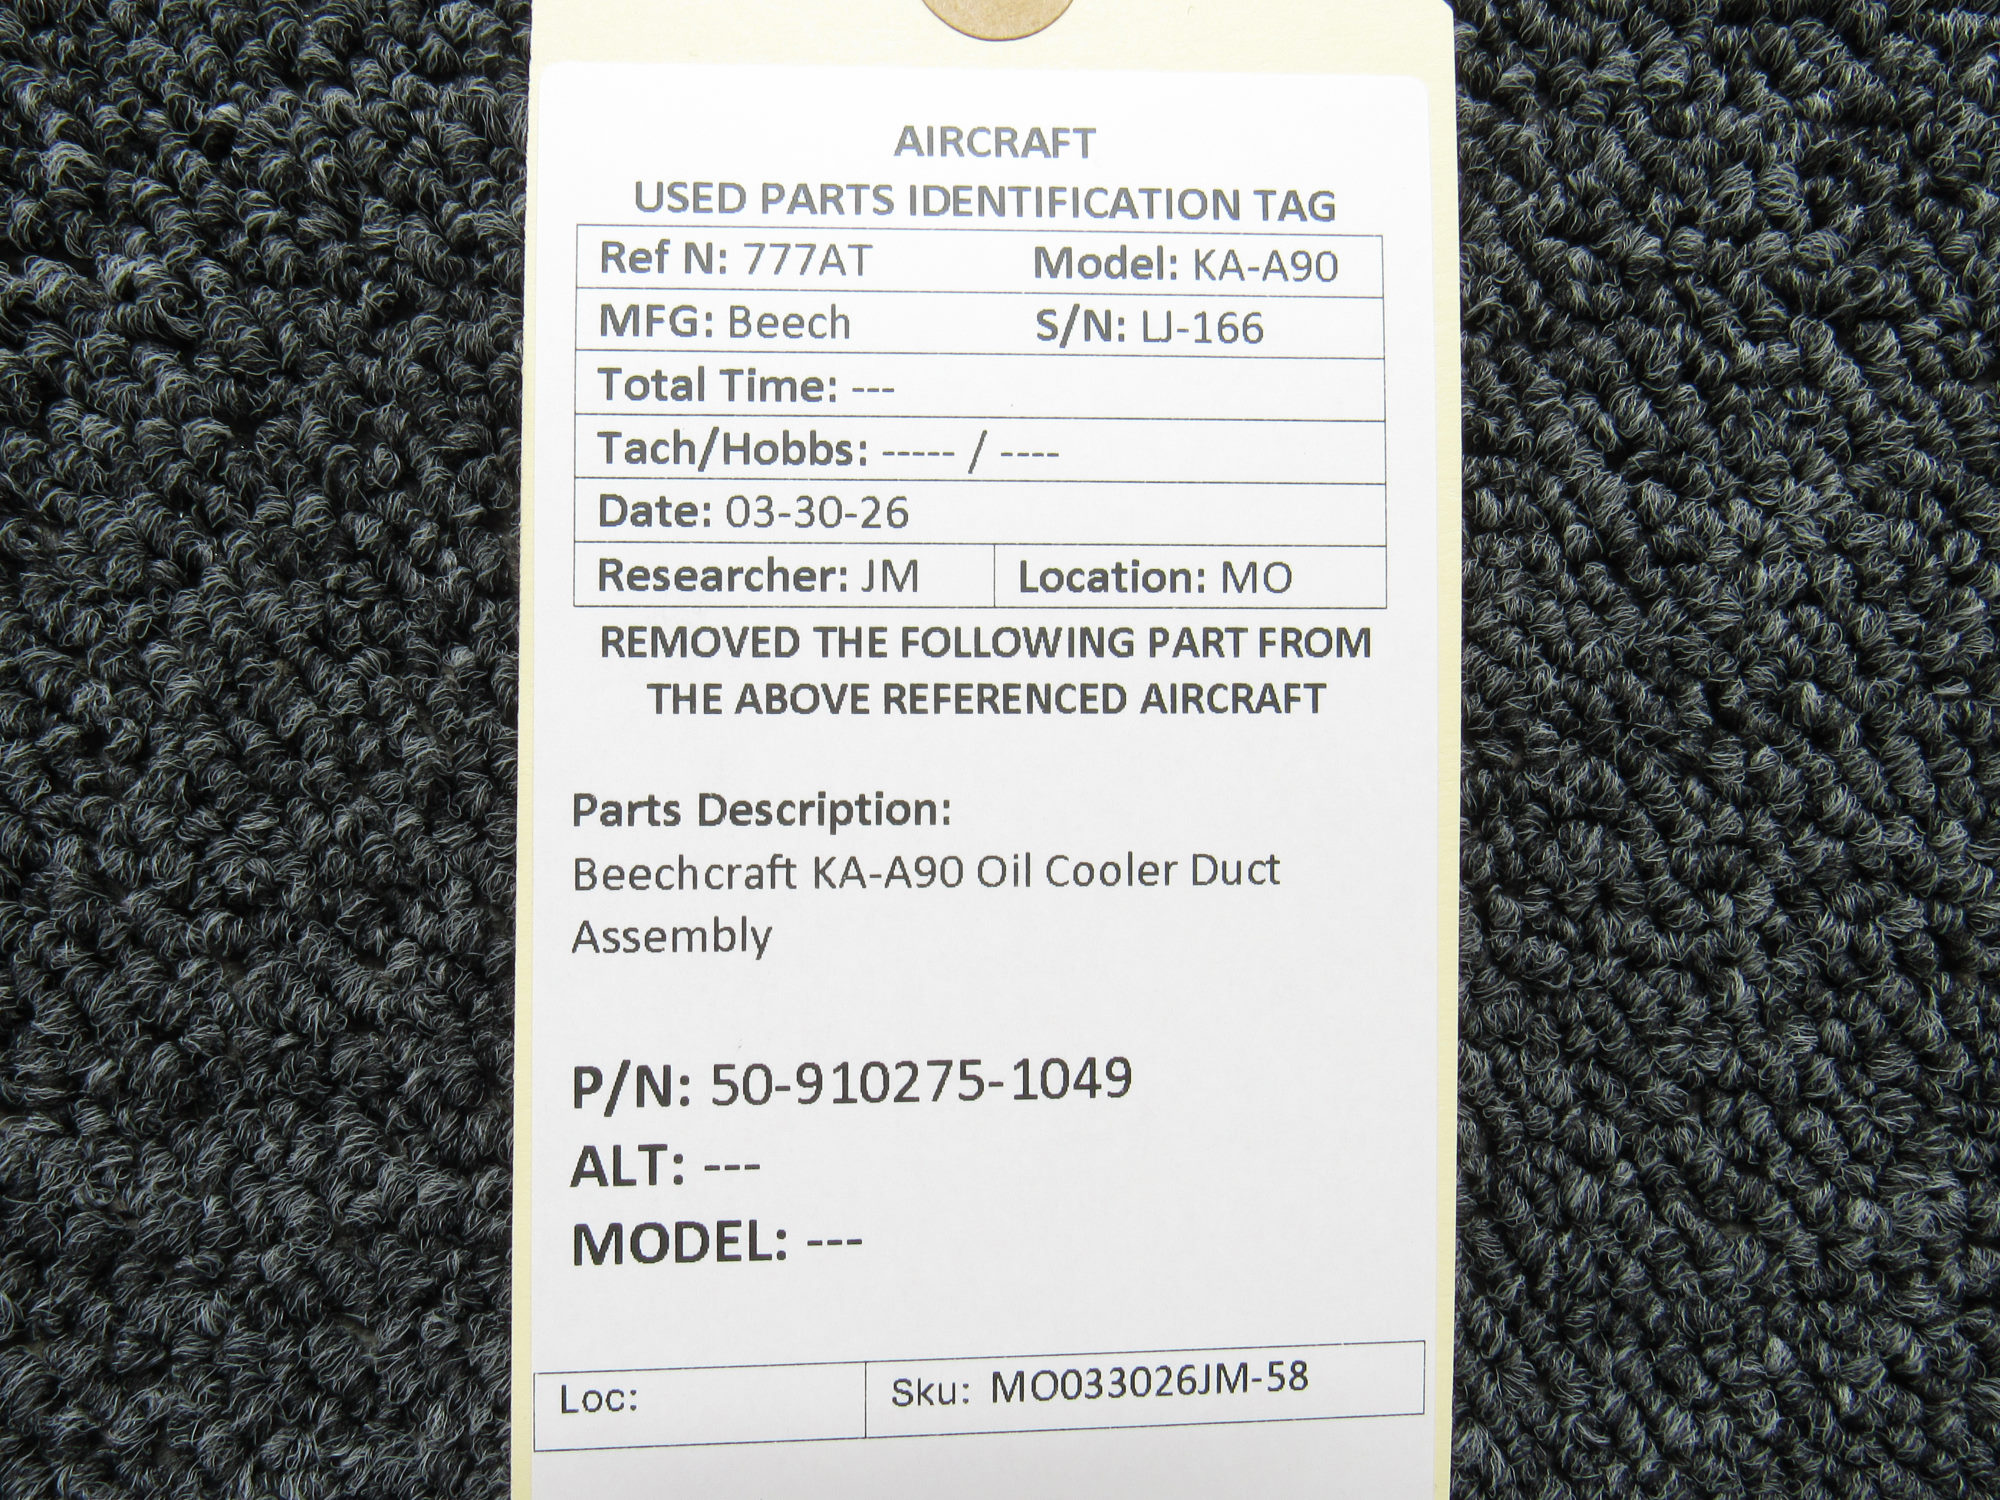 AIRCRAFT
USED PARTS IDENTIFICATION TAG
Ref N: 777AT Model: KA-A90
MFG: Beech S/N: LJ-166
Total Time: ---
Tach/Hobbs: ----- / ----
Date: 03-30-26
Researcher: JM Location: MO
REMOVED THE FOLLOWING PART FROM
THE ABOVE REFERENCED AIRCRAFT
Parts Description:
Beechcraft KA-A90 Oil Cooler Duct
Assembly
P/N: 50-910275-1049
ALT: ---
MODEL: ---
Loc: Sku: MO033026JM-58